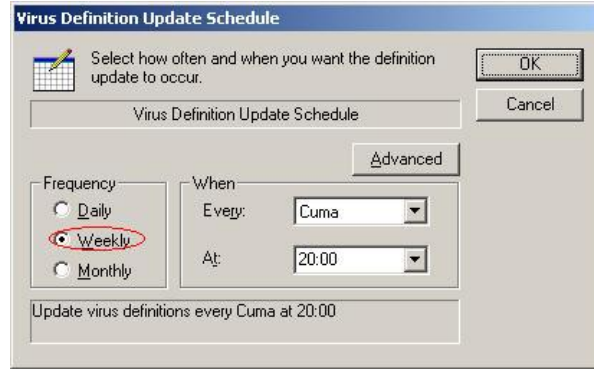 Virus Definition Update Schedule
Select how often and when you want the definition
update to occur.
OK
Cancel
Virus Definition Update Schedule
Advanced
Frequency
Daily
Weekly
Monthly
When
Every: Cuma
At: 20:00
Update virus definitions every Cuma at 20:00